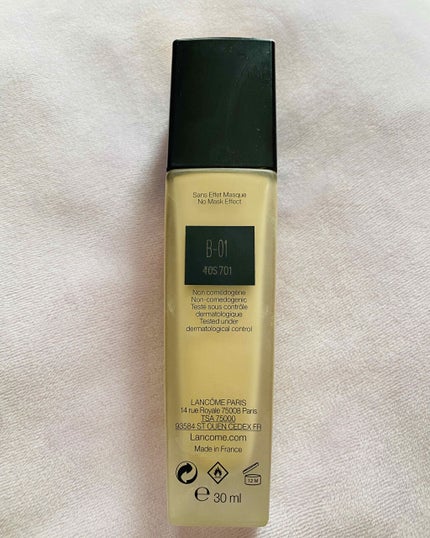 Sans Effet Masque
No Mask Effect
B-01
40S 701
Non comédogène
Non-comedogenic
Testé sous contrôle
dermatologique
Tested under
dermatological control
LANCÔME PARIS
14 rue Royale 75008 Paris
TSA 75000
93584 ST OUEN CEDEX FR
Lancome.com
Made in France
12 M
e 30 ml